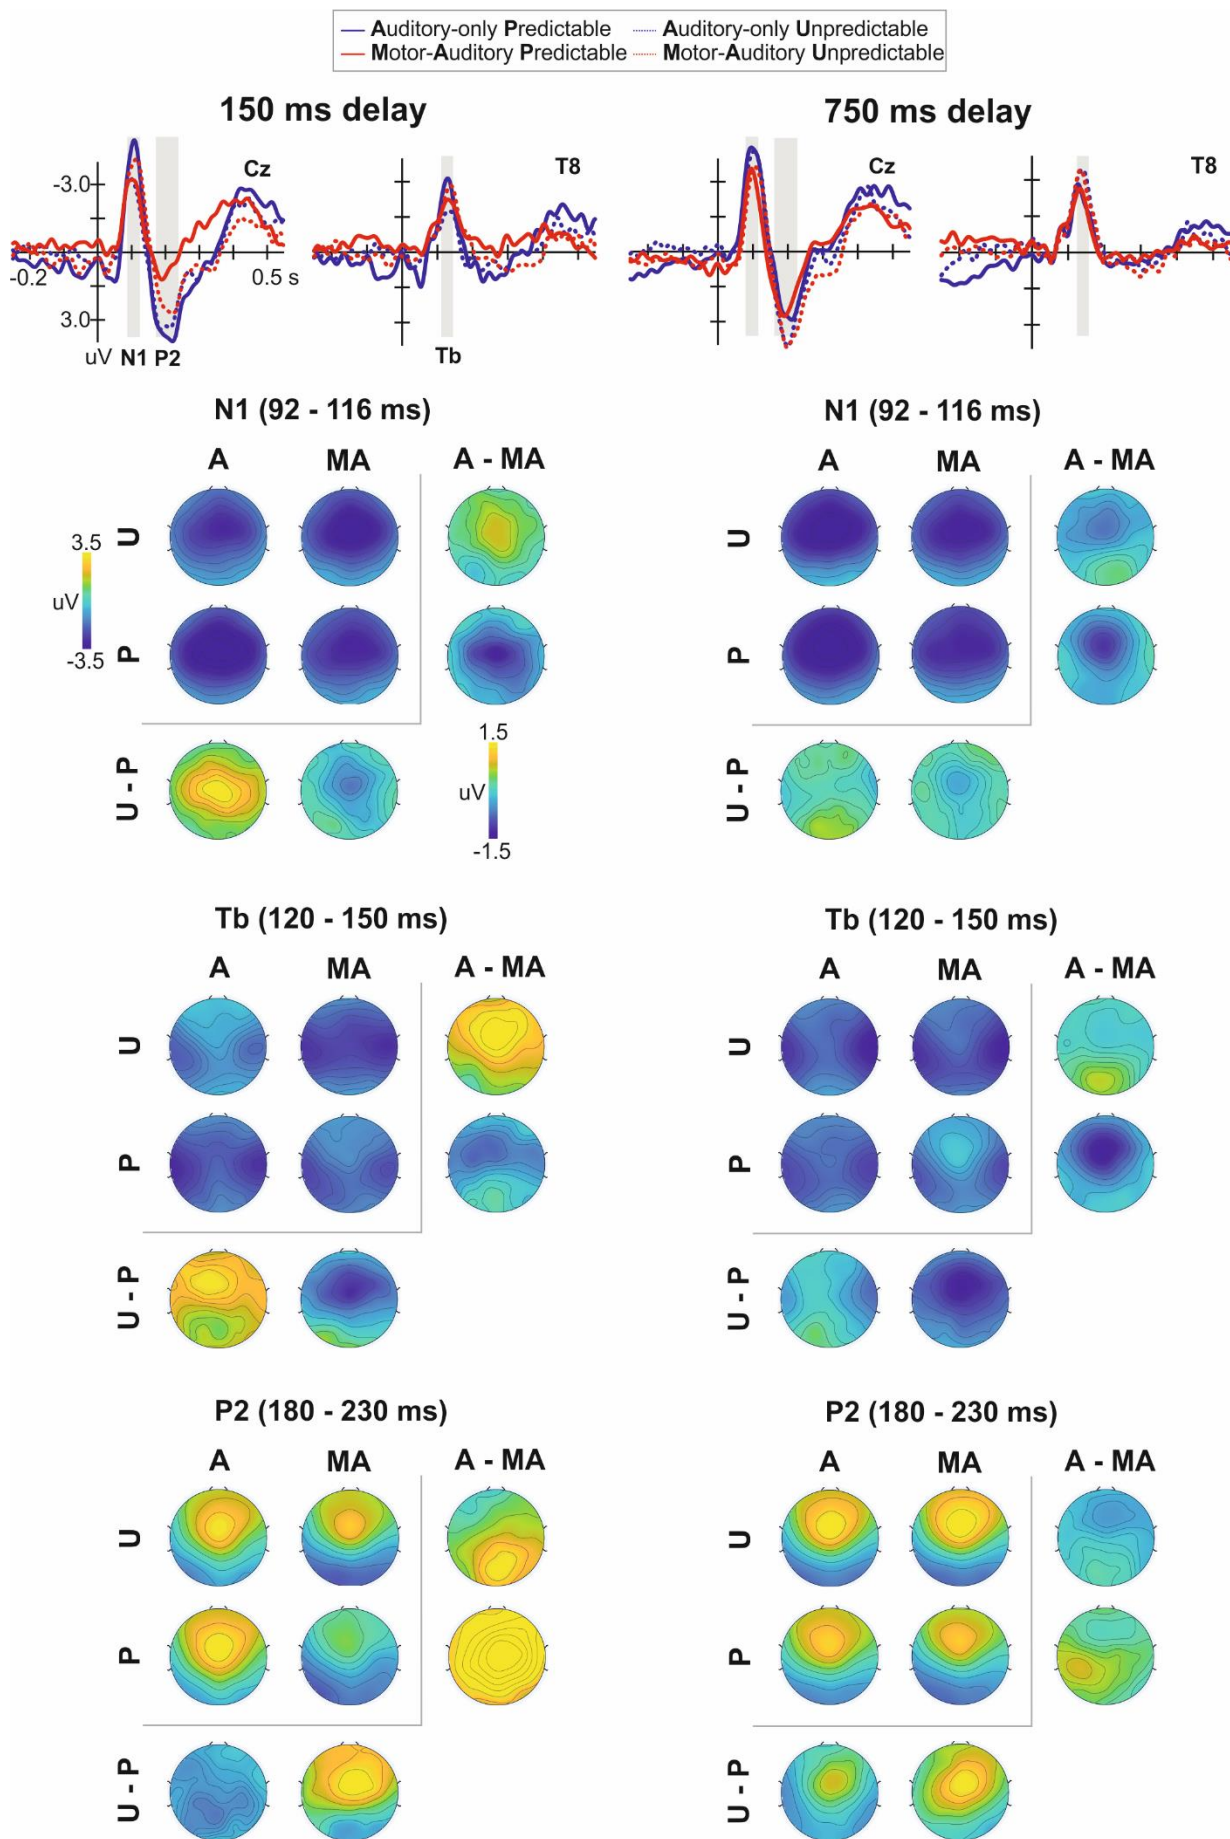 Auditory-only Predictable Auditory-only Unpredictable
Motor-Auditory Predictable Motor-Auditory Unpredictable
150 ms delay 750 ms delay
Cz T8 Cz T8
-3.0
-0.2 0.5 s
3.0
uV N1 P2 Tb
N1 (92 - 116 ms) N1 (92 - 116 ms)
A MA A - MA A MA A - MA
U U
3.5
uV
-3.5
P P
1.5
U - P uV U - P
-1.5
Tb (120 - 150 ms) Tb (120 - 150 ms)
A MA A - MA A MA A - MA
U U
P P
U - P U - P
P2 (180 - 230 ms) P2 (180 - 230 ms)
A MA A - MA A MA A - MA
U U
P P
U - P U - P